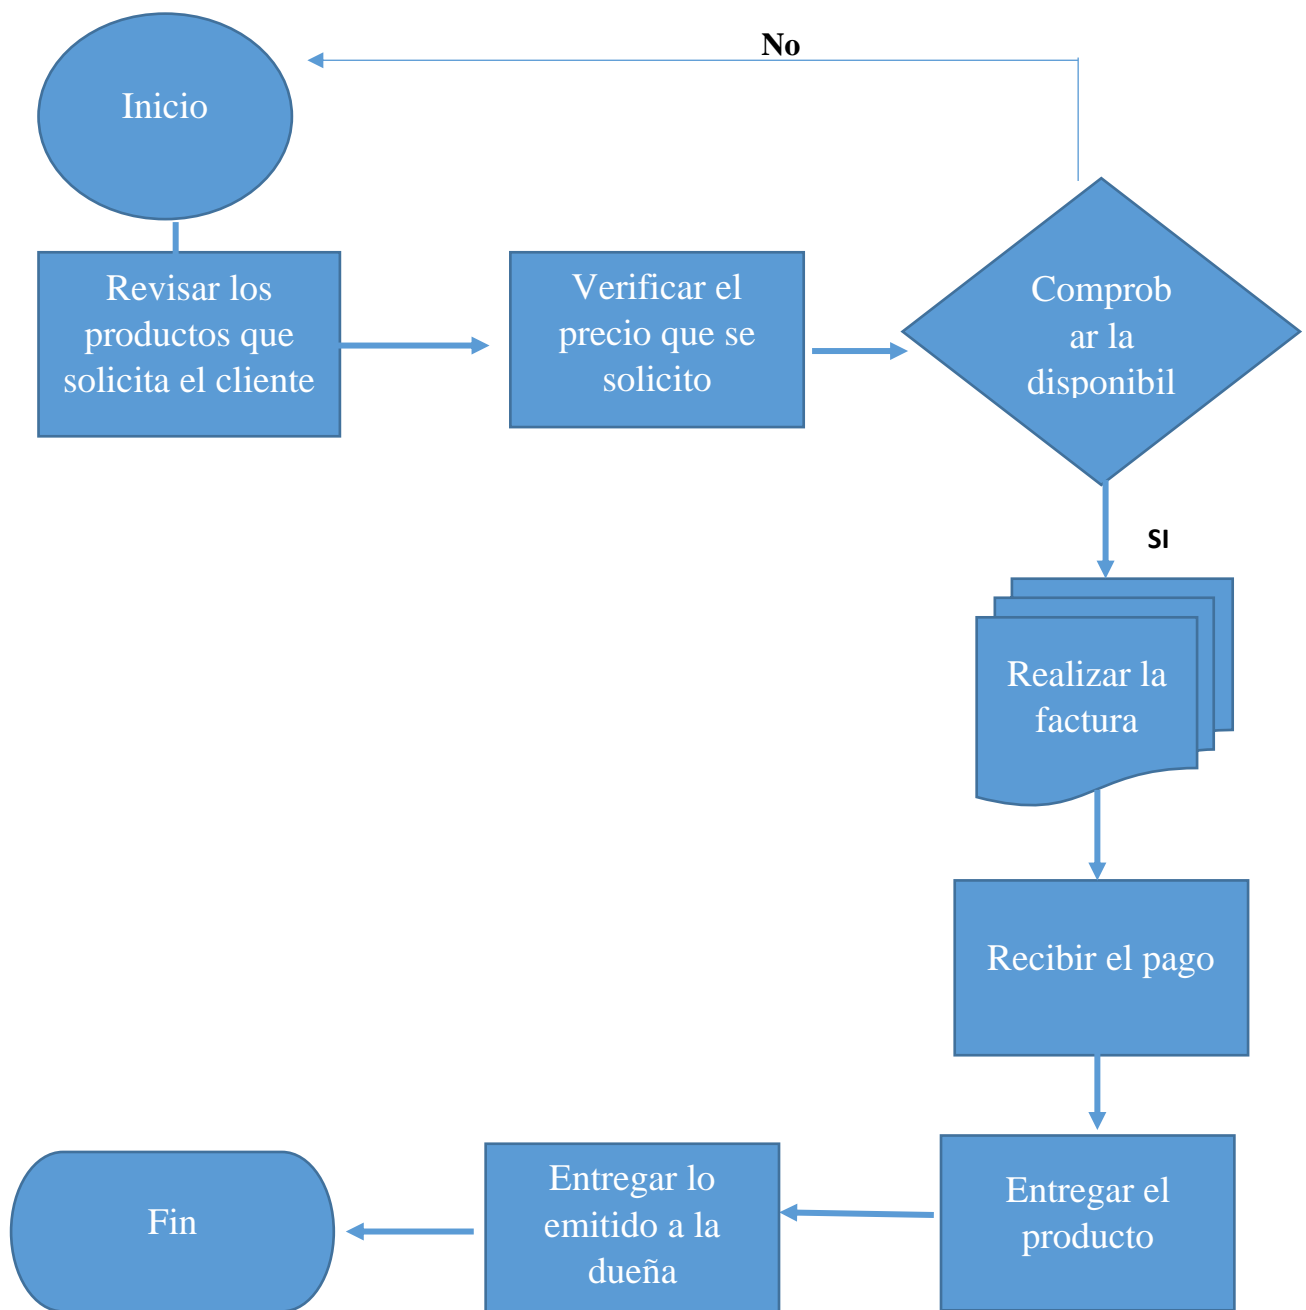 No
Inicio
Revisar los
productos que
solicita el cliente
Verificar el
precio que se
solicito
Comprob
ar la
disponibil
SI
Realizar la
factura
Recibir el pago
Entregar el
producto
Entregar lo
emitido a la
dueña
Fin